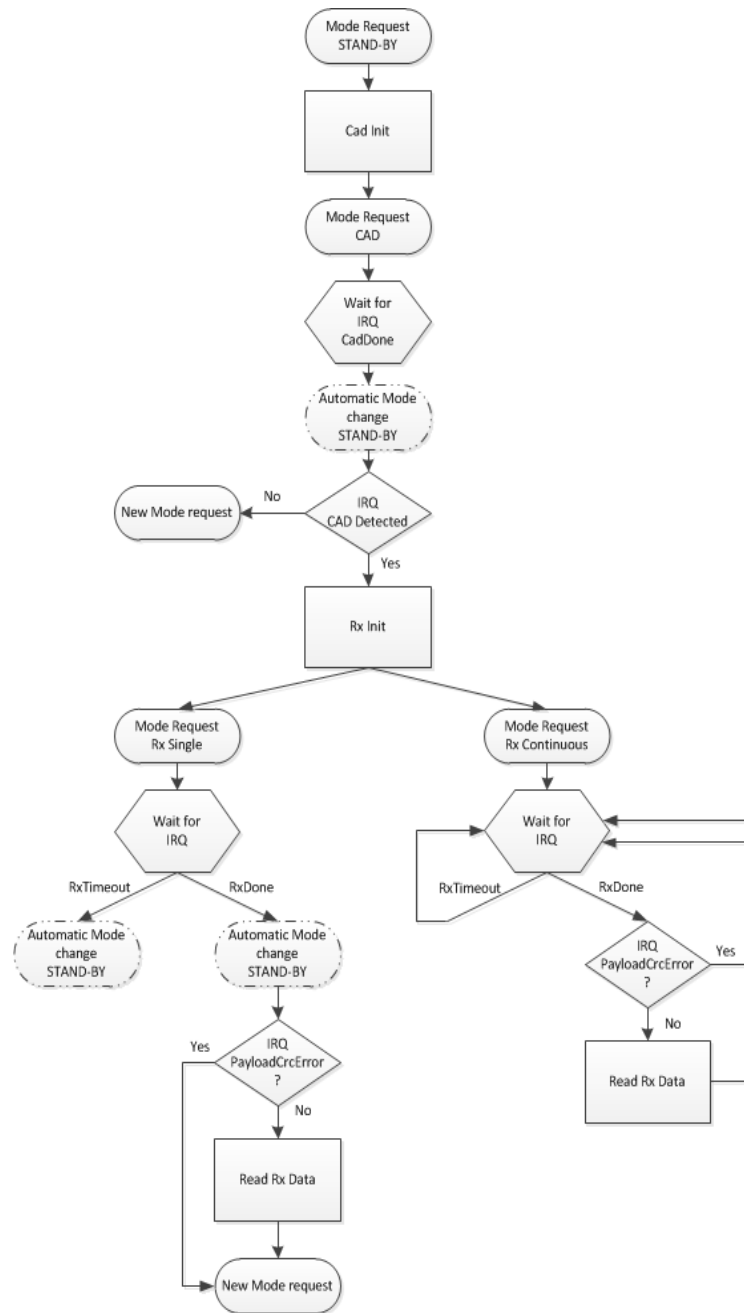 Mode Request
STAND-BY
Cad Init
Mode Request
CAD
Wait for
IRQ
CadDone
Automatic Mode
change
STAND-BY
IRQ
CAD Detected
No
New Mode request
Yes
Rx Init
Mode Request
Rx Single
Mode Request
Rx Continuous
Wait for
IRQ
Wait for
IRQ
RxTimeout
RxDone
RxTimeout
RxDone
Automatic Mode
change
STAND-BY
Automatic Mode
change
STAND-BY
IRQ
PayloadCrcError
?
Yes
No
Read Rx Data
IRQ
PayloadCrcError
?
Yes
No
Read Rx Data
New Mode request